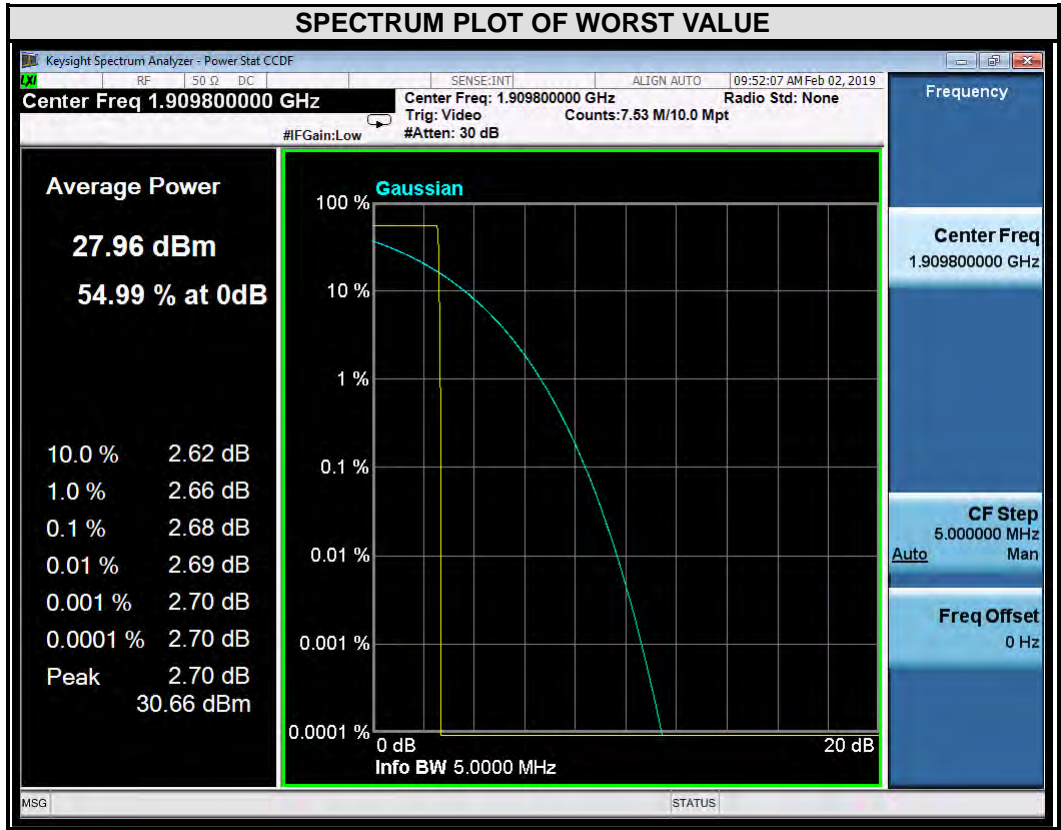 SPECTRUM PLOT OF WORST VALUE
Keysight Spectrum Analyzer - Power Stat CCDF
LXI RF 50 Ω DC SENSE:INT ALIGN AUTO 09:52:07 AM Feb 02, 2019
Center Freq 1.909800000 GHz
Center Freq: 1.909800000 GHz Radio Std: None
Trig: Video Counts:7.53 M/10.0 Mpt
#IFGain:Low #Atten: 30 dB
Frequency
Average Power
27.96 dBm
54.99 % at 0dB
10.0 % 2.62 dB
1.0 % 2.66 dB
0.1 % 2.68 dB
0.01 % 2.69 dB
0.001 % 2.70 dB
0.0001 % 2.70 dB
Peak 2.70 dB
30.66 dBm
Gaussian
100 %
10 %
1 %
0.1 %
0.01 %
0.001 %
0.0001 %
0 dB 20 dB
Info BW 5.0000 MHz
Center Freq
1.909800000 GHz
CF Step
5.000000 MHz
Auto Man
Freq Offset
0 Hz
MSG STATUS